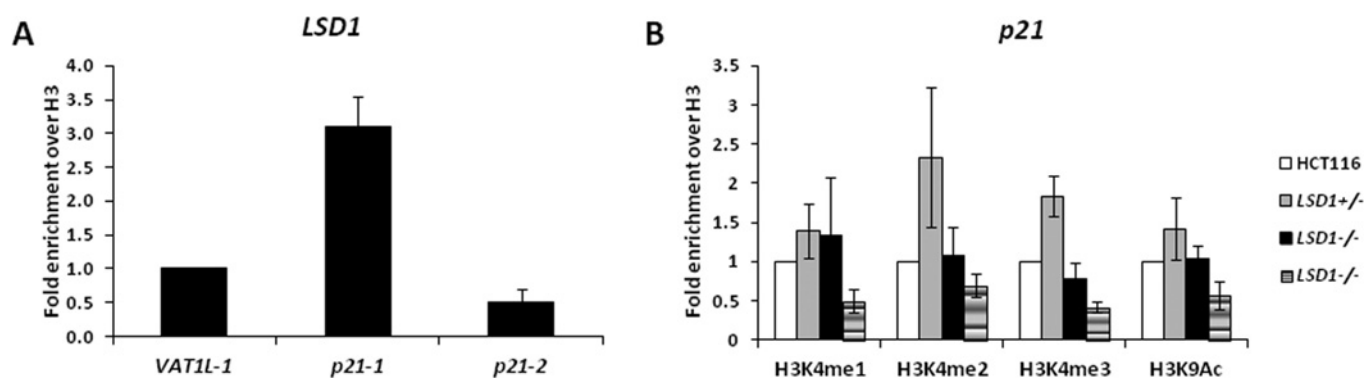 A
LSD1
Fold enrichment over H3
4.0
3.5
3.0
2.5
2.0
1.5
1.0
0.5
0.0
VAT1L-1 p21-1 p21-2
B
p21
Fold enrichment over H3
3.5
3
2.5
2
1.5
1
0.5
0
H3K4me1 H3K4me2 H3K4me3 H3K9Ac
HCT116
LSD1+/-
LSD1-/-
LSD1-/-